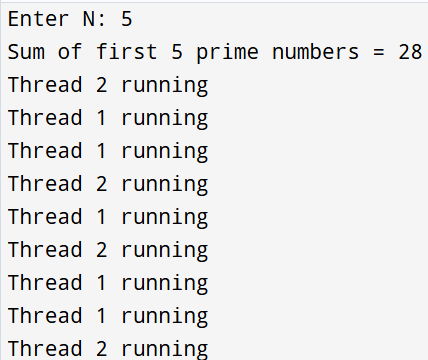 Enter N: 5
Sum of first 5 prime numbers = 28
Thread 2 running
Thread 1 running
Thread 1 running
Thread 2 running
Thread 1 running
Thread 2 running
Thread 1 running
Thread 1 running
Thread 2 running